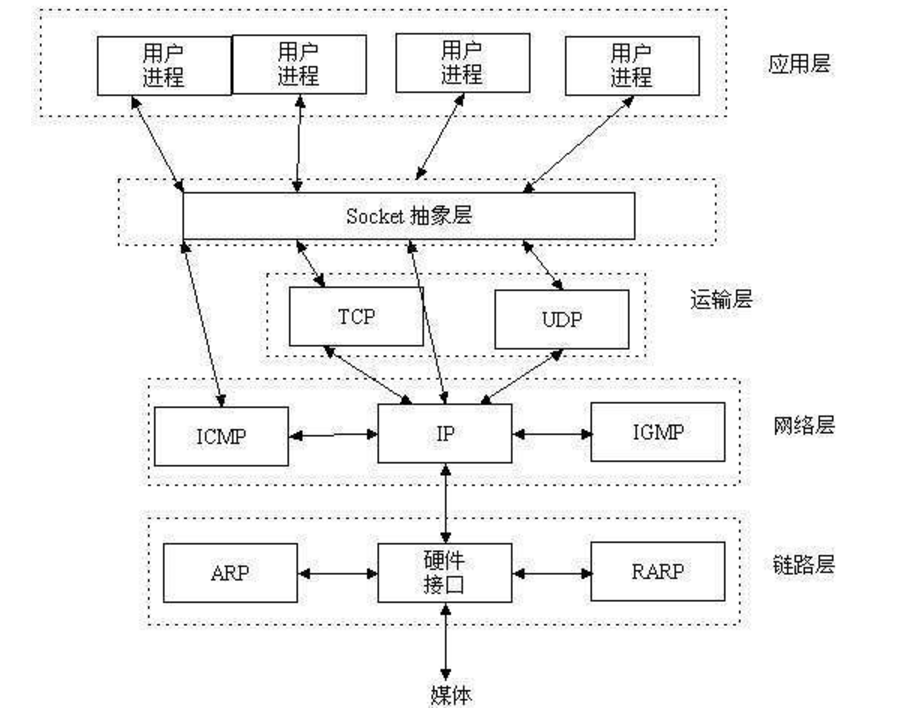 用户
进程
用户
进程
用户
进程
用户
进程
应用层
Socket 抽象层
运输层
TCP
UDP
网络层
ICMP
IP
IGMP
链路层
ARP
硬件
接口
RARP
媒体